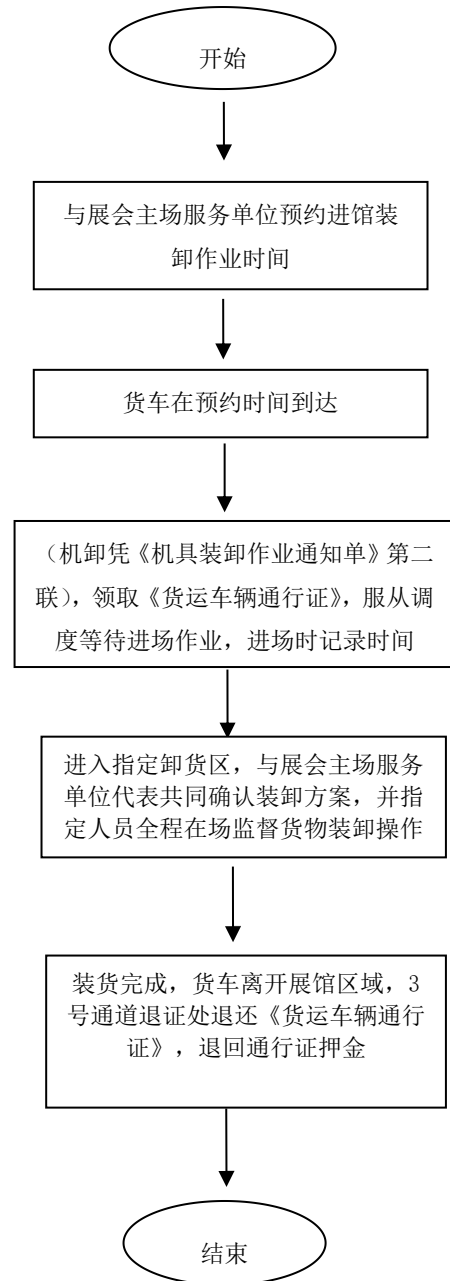 开始
与展会主场服务单位预约进馆装
卸作业时间
货车在预约时间到达
（机卸凭《机具装卸作业通知单》第二
联），领取《货运车辆通行证》，服从调
度等待进场作业，进场时记录时间
进入指定卸货区，与展会主场服务
单位代表共同确认装卸方案，并指
定人员全程在场监督货物装卸操作
装货完成，货车离开展馆区域，3
号通道退证处退还《货运车辆通行
证》，退回通行证押金
结束